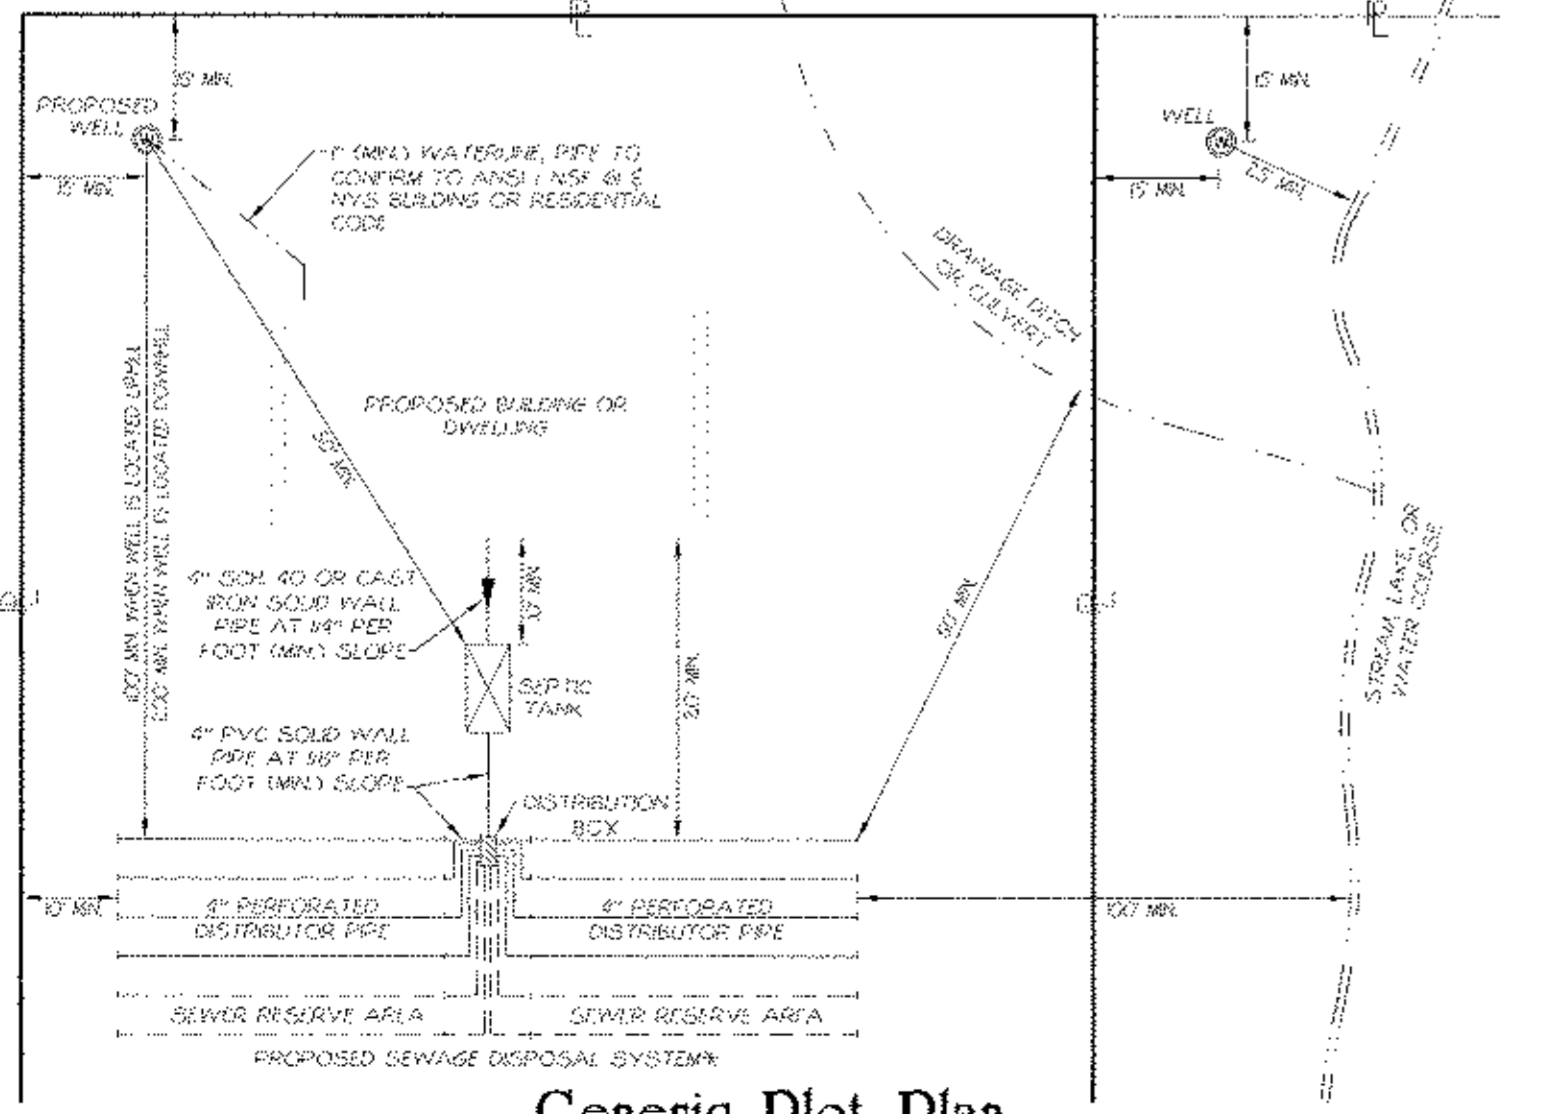 15' MIN.
PROPOSED
WELL
15' MIN.
1" (MIN.) WATERLINE, PIPE TO
CONFIRM TO ANSI / NSF 61 &
NYS BUILDING OR RESIDENTIAL
CODE
15' MIN.
WELL
15' MIN.
25' MIN.
DRAINAGE DITCH
OR CULVERT
100' MIN. WHEN WELL IS LOCATED UPHILL
200' MIN. WHEN WELL IS LOCATED DOWNHILL
50' MIN.
PROPOSED BUILDING OR
DWELLING
4" SCH. 40 OR CAST
IRON SOLID WALL
PIPE AT 1/4" PER
FOOT (MIN.) SLOPE
10' MIN.
SEPTIC
TANK
20' MIN.
50' MIN.
STREAM, LAKE, OR
WATER COURSE
4" PVC SOLID WALL
PIPE AT 1/16" PER
FOOT (MIN.) SLOPE
DISTRIBUTION
BOX
10' MIN.
4" PERFORATED
DISTRIBUTOR PIPE
4" PERFORATED
DISTRIBUTOR PIPE
100' MIN.
SEWER RESERVE AREA
SEWER RESERVE AREA
PROPOSED SEWAGE DISPOSAL SYSTEM*
Generic Plot Plan